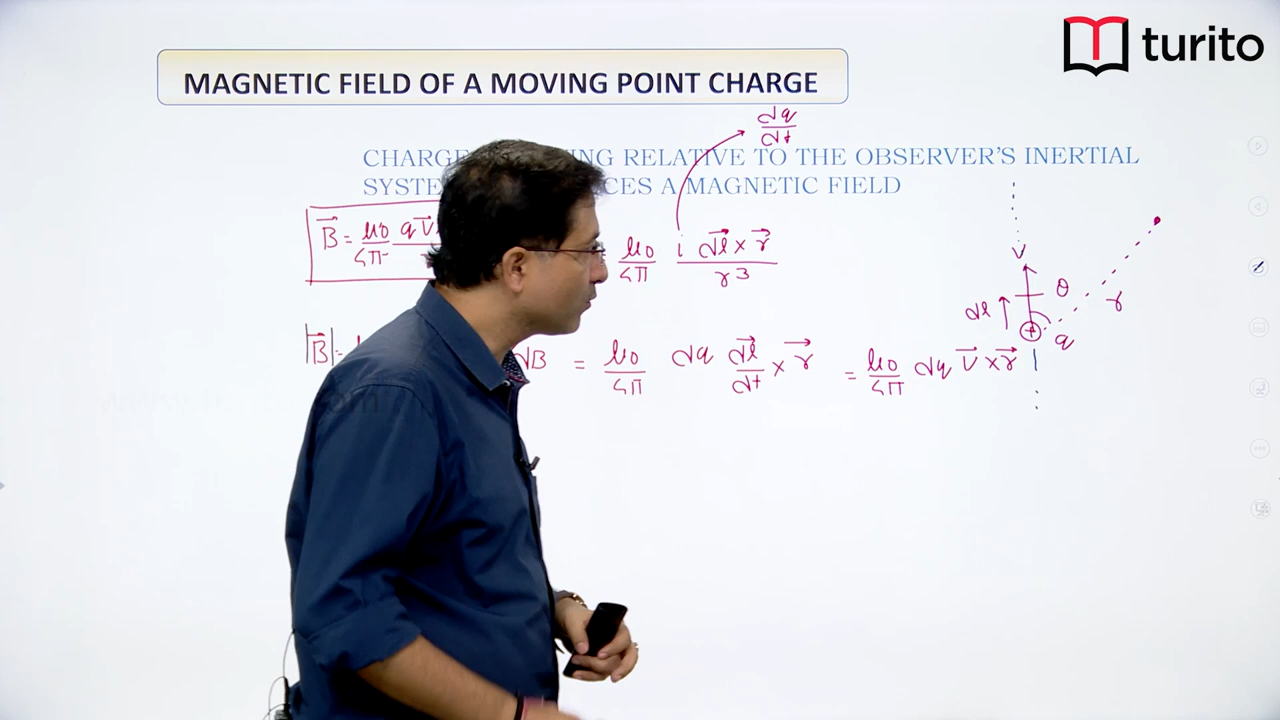 turito
MAGNETIC FIELD OF A MOVING POINT CHARGE
dq/dt
CHARGE ING RELATIVE TO THE OBSERVER'S INERTIAL
SYSTE CES A MAGNETIC FIELD
B⃗ = μ0/4π qv⃗
μ0/4π i dl⃗ × r⃗ / r3
v
θ
dl
r
q
|B⃗| =
dB = μ0/4π dq dl⃗/dt × r⃗ = μ0/4π dq v⃗ × r⃗